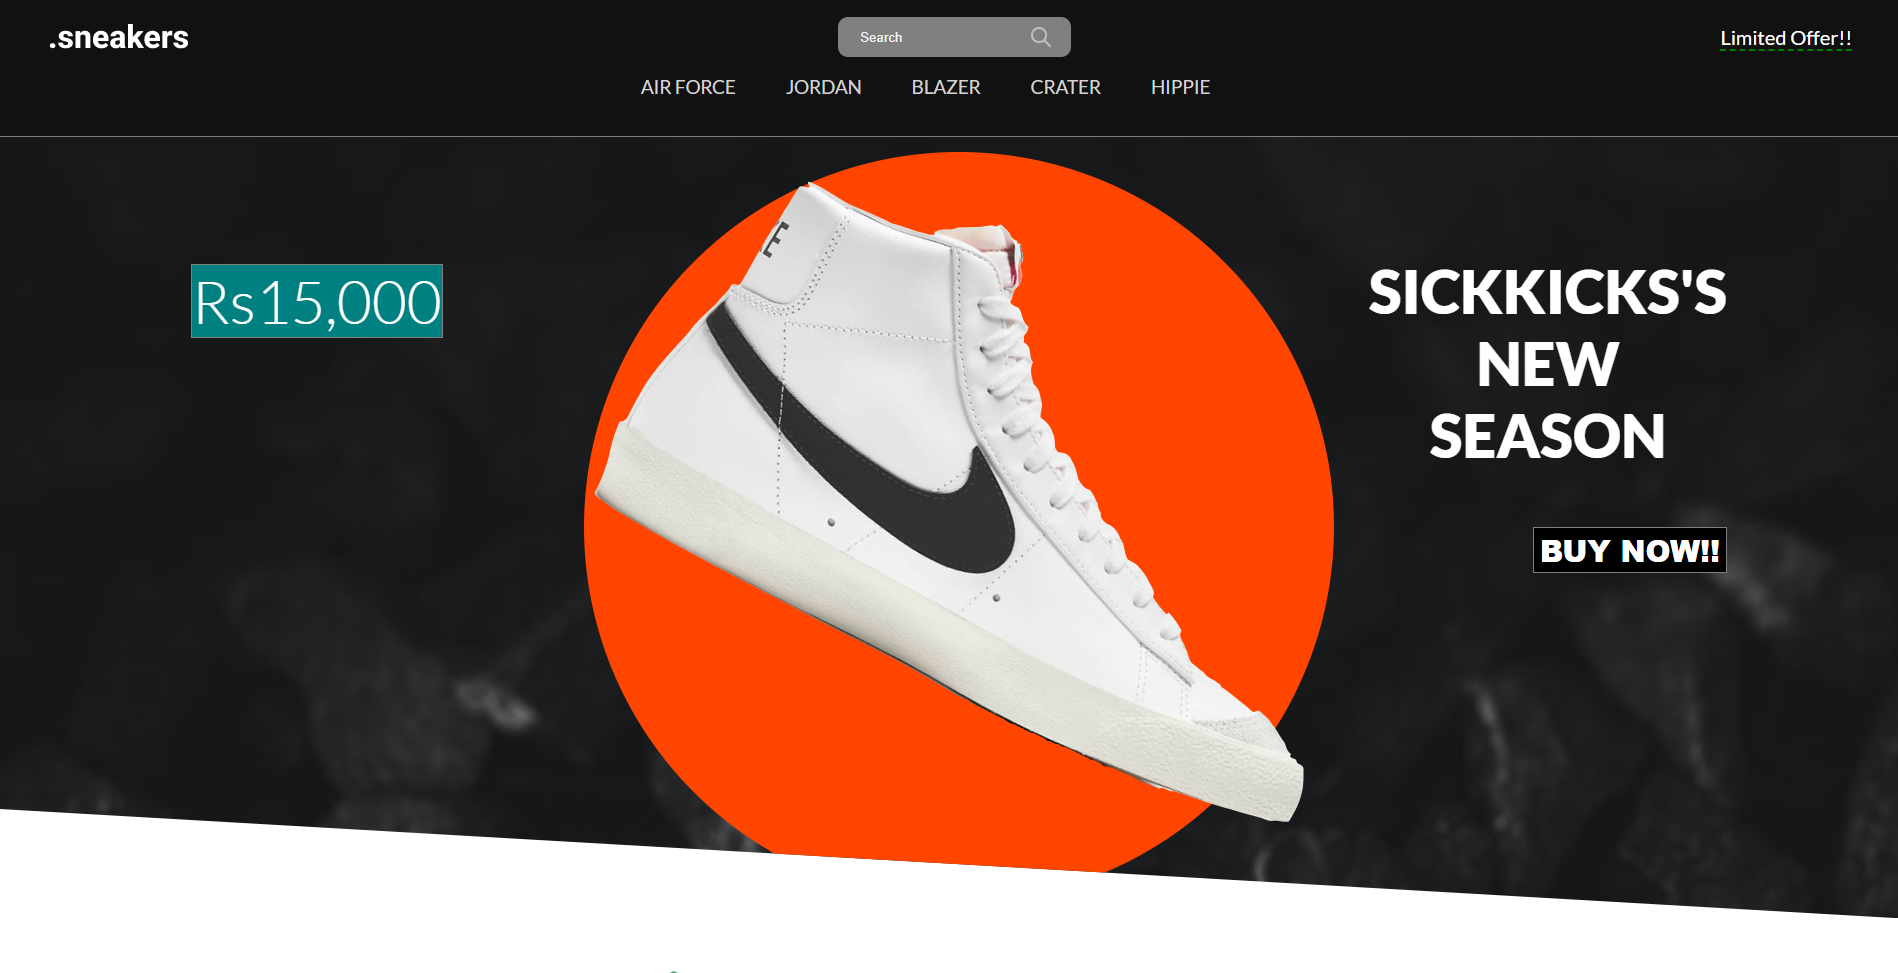 .sneakers
Search
Limited Offer!!
AIR FORCE JORDAN BLAZER CRATER HIPPIE
Rs15,000
SICKKICKS'S
NEW
SEASON
BUY NOW!!